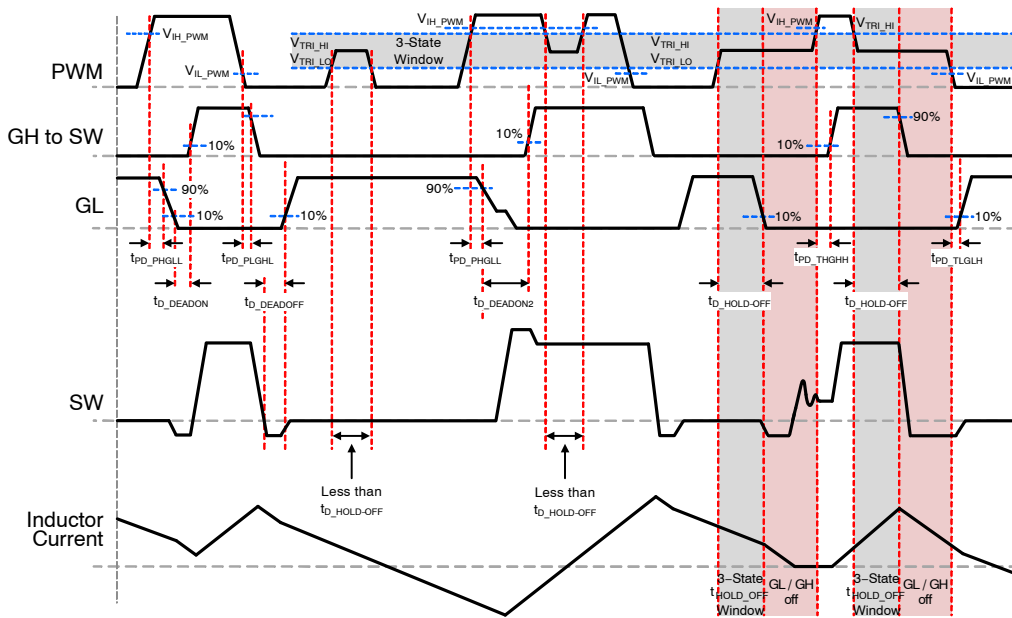 V_IH_PWM
V_IL_PWM
V_TRI_HI
V_TRI_LO
3-State
Window
V_IH_PWM
V_IL_PWM
V_TRI_HI
V_TRI_LO
V_IH_PWM
V_TRI_HI
V_IL_PWM
PWM
GH to SW
10%
10%
10%
90%
GL
90%
10%
10%
90%
10%
10%
t_PD_PHGLL
t_PD_PLGHL
t_PD_PHGLL
t_PD_THGHH
t_PD_TLGLH
t_D_DEADON
t_D_DEADOFF
t_D_DEADON2
t_D_HOLD-OFF
t_D_HOLD-OFF
SW
Less than
t_D_HOLD-OFF
Less than
t_D_HOLD-OFF
Inductor
Current
3−State
t_HOLD_OFF
Window
GL / GH
off
3−State
t_HOLD_OFF
Window
GL / GH
off